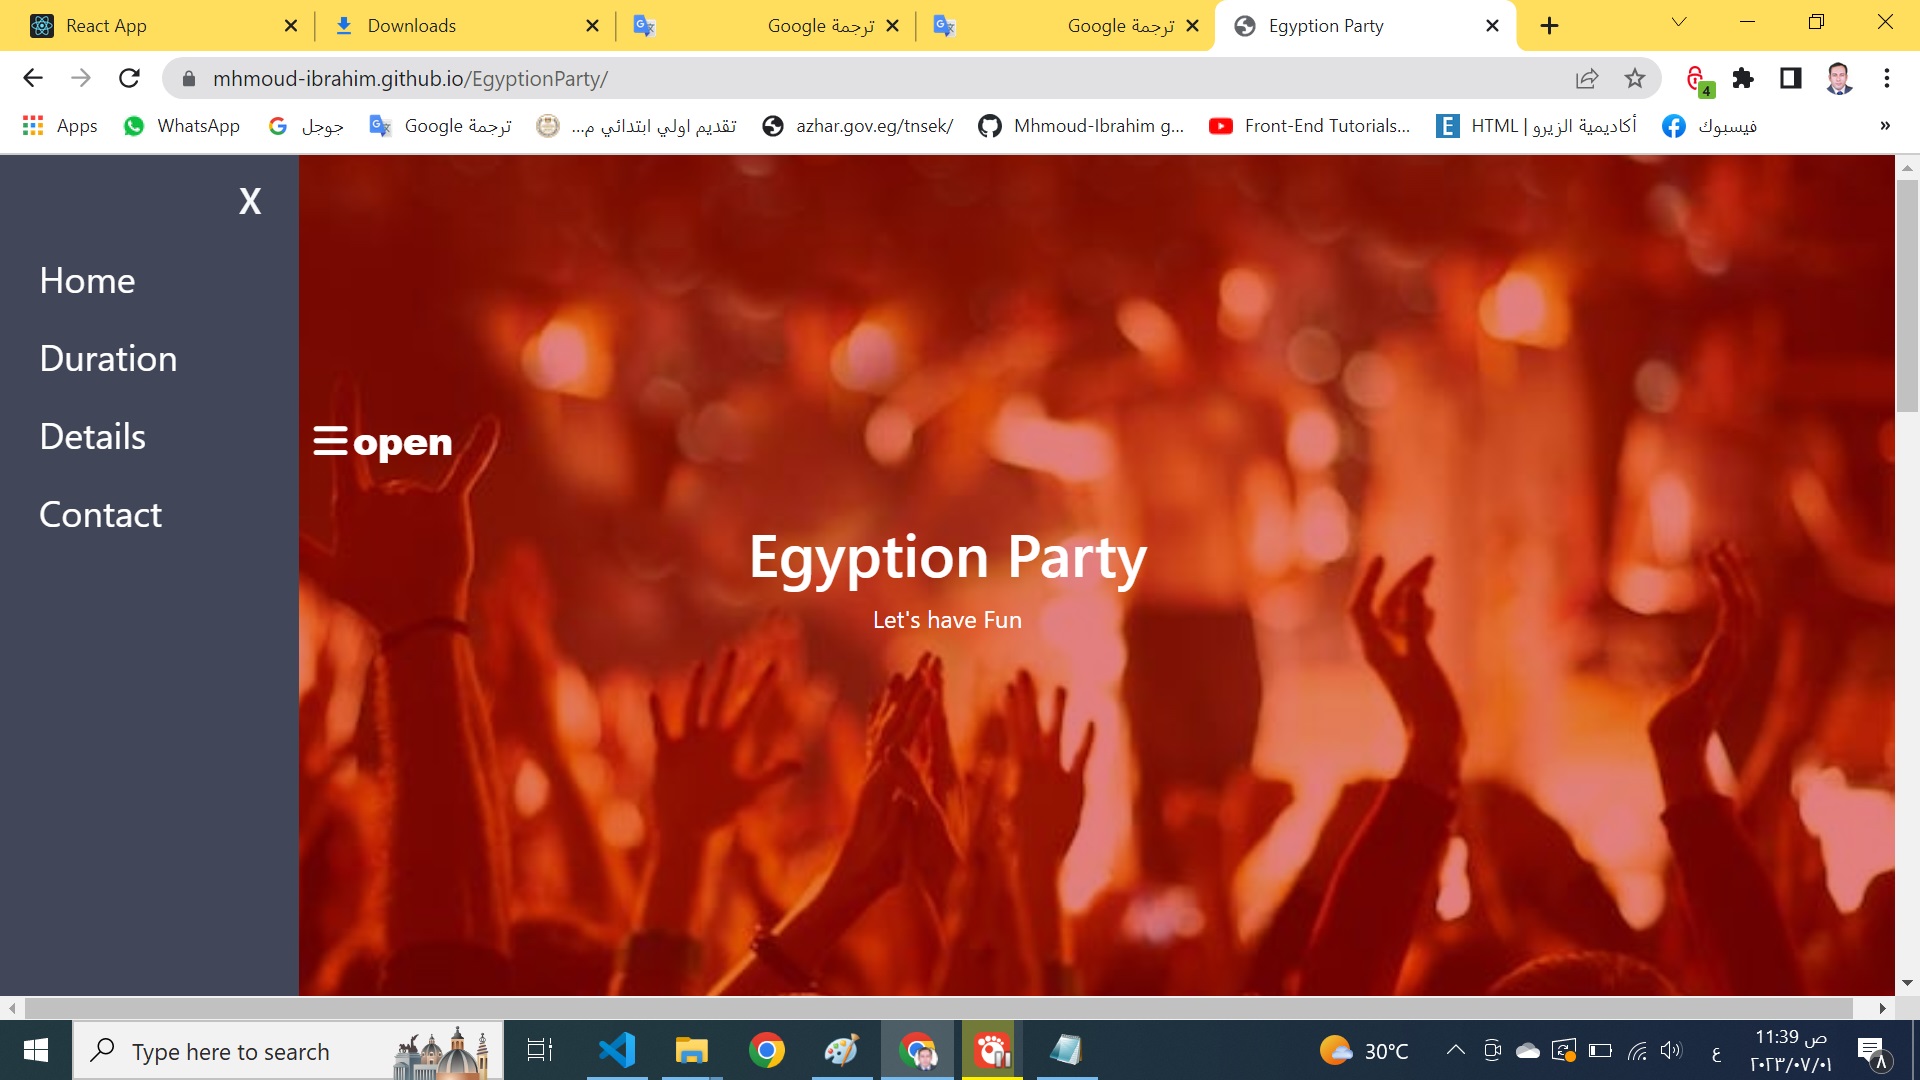 React App
Downloads
ترجمة Google
ترجمة Google
Egyption Party
mhmoud-ibrahim.github.io/EgyptionParty/
4
Apps
WhatsApp
جوجل
ترجمة Google
تقديم اولي ابتدائي م...
azhar.gov.eg/tnsek/
Mhmoud-Ibrahim g...
Front-End Tutorials...
أكاديمية الزيرو | HTML
فيسبوك
»
X
Home
Duration
Details
Contact
open
Egyption Party
Let's have Fun
Type here to search
30°C
ع
11:39 ص
٢٠٢٣/٠٧/٠١
٨